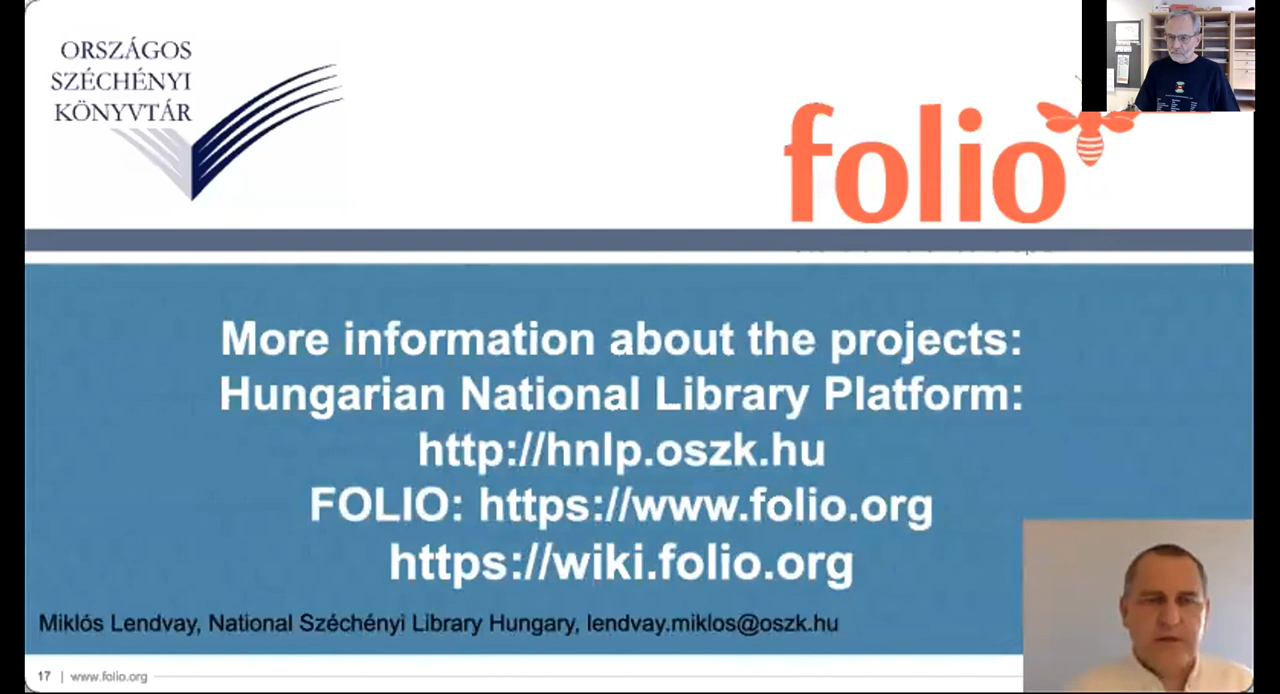 ORSZÁGOS
SZÉCHÉNYI
KÖNYVTÁR
folio
More information about the projects:
Hungarian National Library Platform:
http://hnlp.oszk.hu
FOLIO: https://www.folio.org
https://wiki.folio.org
Miklós Lendvay, National Széchényi Library Hungary, lendvay.miklos@oszk.hu
17 | www.folio.org